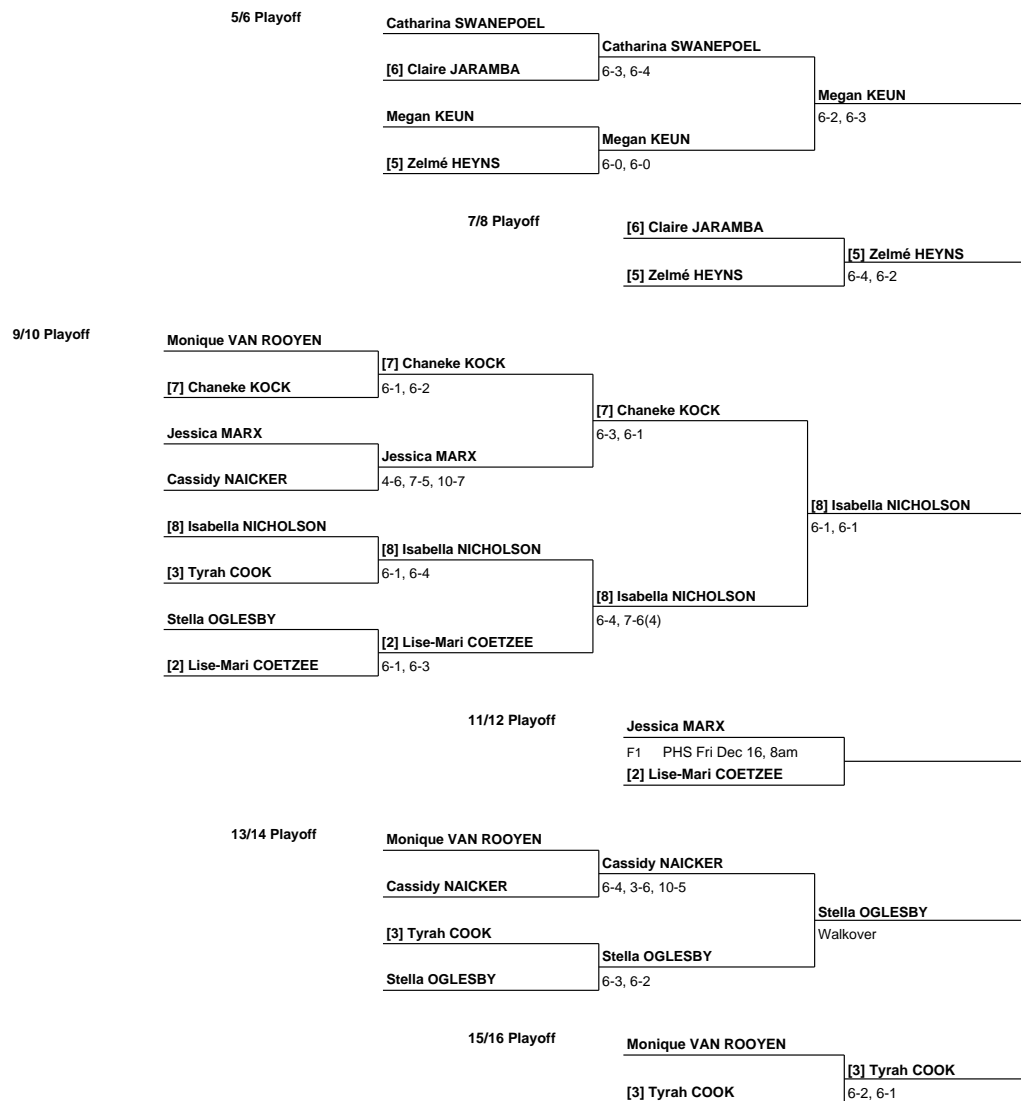 5/6 Playoff
Catharina SWANEPOEL
Catharina SWANEPOEL
[6] Claire JARAMBA
6-3, 6-4
Megan KEUN
Megan KEUN
6-2, 6-3
Megan KEUN
[5] Zelmé HEYNS
6-0, 6-0
7/8 Playoff
[6] Claire JARAMBA
[5] Zelmé HEYNS
[5] Zelmé HEYNS
6-4, 6-2
9/10 Playoff
Monique VAN ROOYEN
[7] Chaneke KOCK
[7] Chaneke KOCK
6-1, 6-2
[7] Chaneke KOCK
Jessica MARX
6-3, 6-1
Jessica MARX
Cassidy NAICKER
4-6, 7-5, 10-7
[8] Isabella NICHOLSON
[8] Isabella NICHOLSON
6-1, 6-1
[8] Isabella NICHOLSON
[3] Tyrah COOK
6-1, 6-4
[8] Isabella NICHOLSON
Stella OGLESBY
6-4, 7-6(4)
[2] Lise-Mari COETZEE
[2] Lise-Mari COETZEE
6-1, 6-3
11/12 Playoff
Jessica MARX
F1 PHS Fri Dec 16, 8am
[2] Lise-Mari COETZEE
13/14 Playoff
Monique VAN ROOYEN
Cassidy NAICKER
Cassidy NAICKER
6-4, 3-6, 10-5
Stella OGLESBY
[3] Tyrah COOK
Walkover
Stella OGLESBY
Stella OGLESBY
6-3, 6-2
15/16 Playoff
Monique VAN ROOYEN
[3] Tyrah COOK
[3] Tyrah COOK
6-2, 6-1